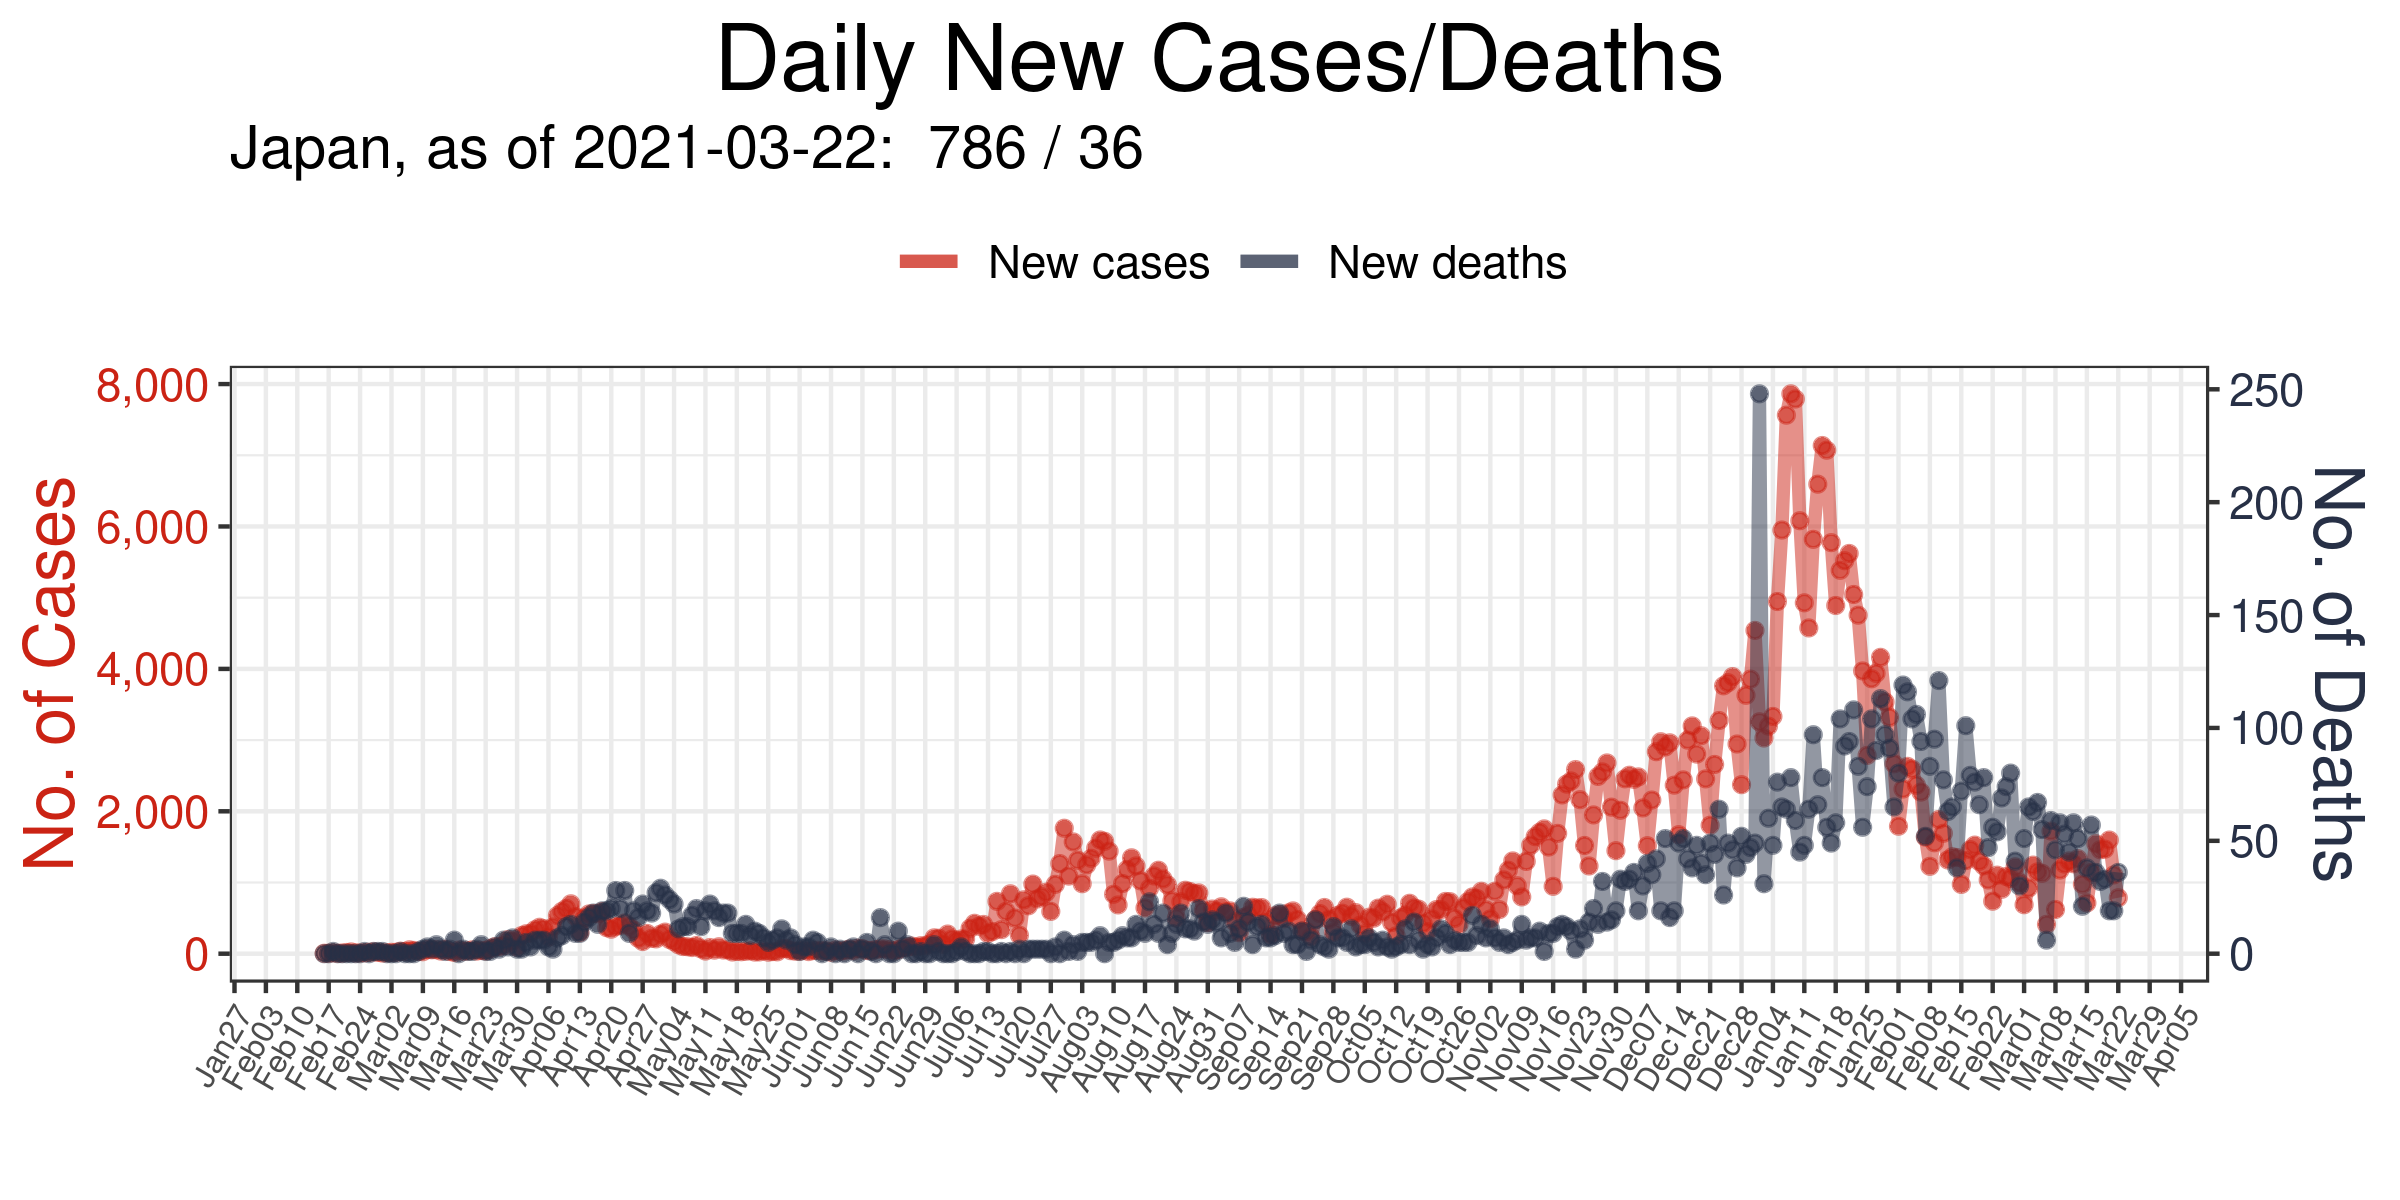 Daily New Cases/Deaths
Japan, as of 2021-03-22:  786 / 36
New cases
New deaths
No. of Cases
8,000
6,000
4,000
2,000
0
250
200
150
100
50
0
No. of Deaths
Jan27
Feb03
Feb10
Feb17
Feb24
Mar02
Mar09
Mar16
Mar23
Mar30
Apr06
Apr13
Apr20
Apr27
May04
May11
May18
May25
Jun01
Jun08
Jun15
Jun22
Jun29
Jul06
Jul13
Jul20
Jul27
Aug03
Aug10
Aug17
Aug24
Aug31
Sep07
Sep14
Sep21
Sep28
Oct05
Oct12
Oct19
Oct26
Nov02
Nov09
Nov16
Nov23
Nov30
Dec07
Dec14
Dec21
Dec28
Jan04
Jan11
Jan18
Jan25
Feb01
Feb08
Feb15
Feb22
Mar01
Mar08
Mar15
Mar22
Mar29
Apr05